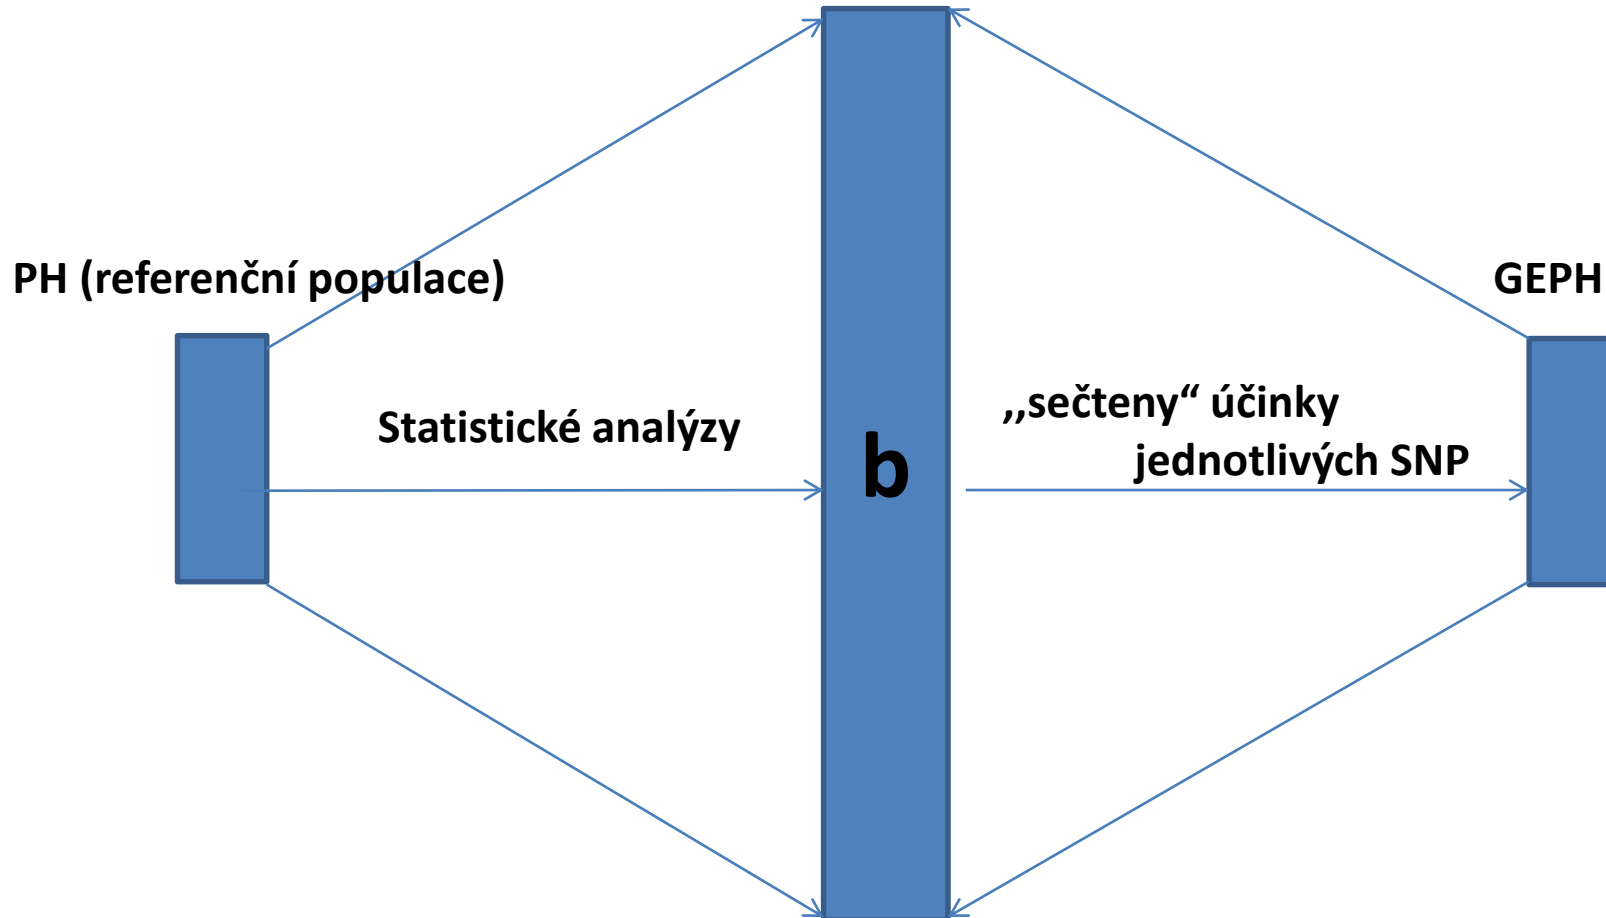 PH (referenční populace)
GEPH
Statistické analýzy
b
,,sečteny“ účinky
jednotlivých SNP